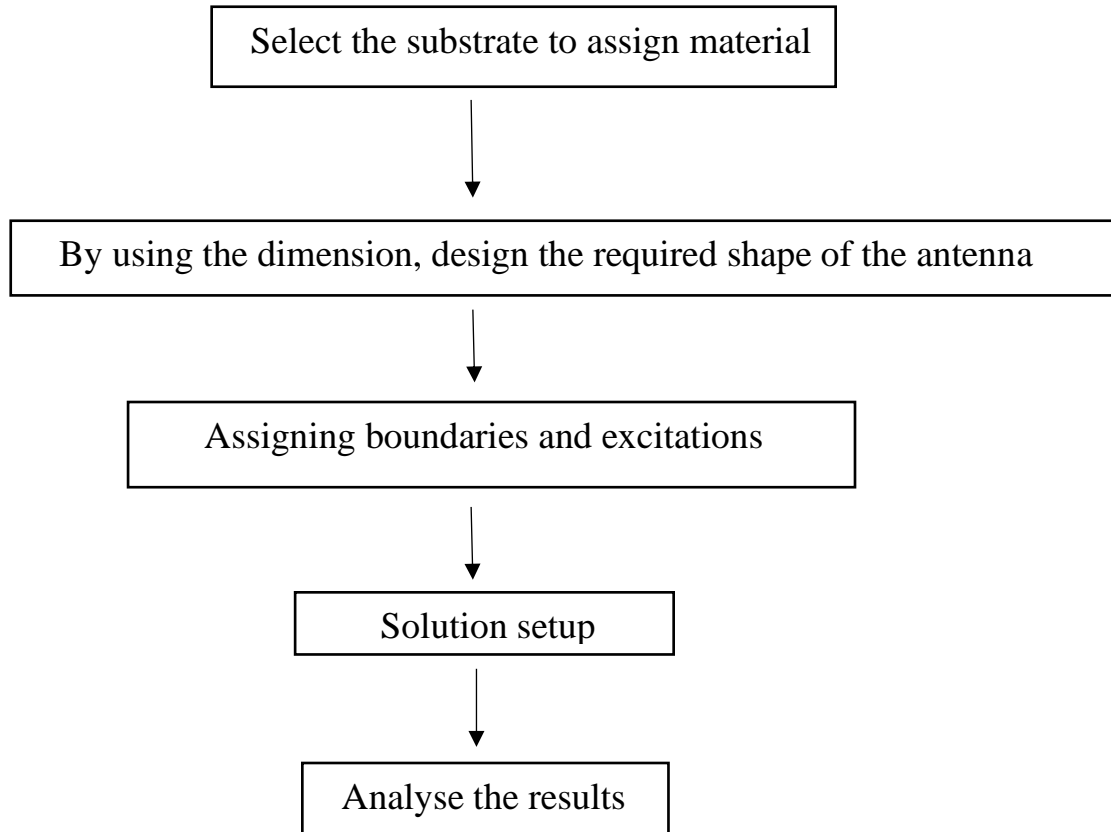 Select the substrate to assign material
By using the dimension, design the required shape of the antenna
Assigning boundaries and excitations
Solution setup
Analyse the results